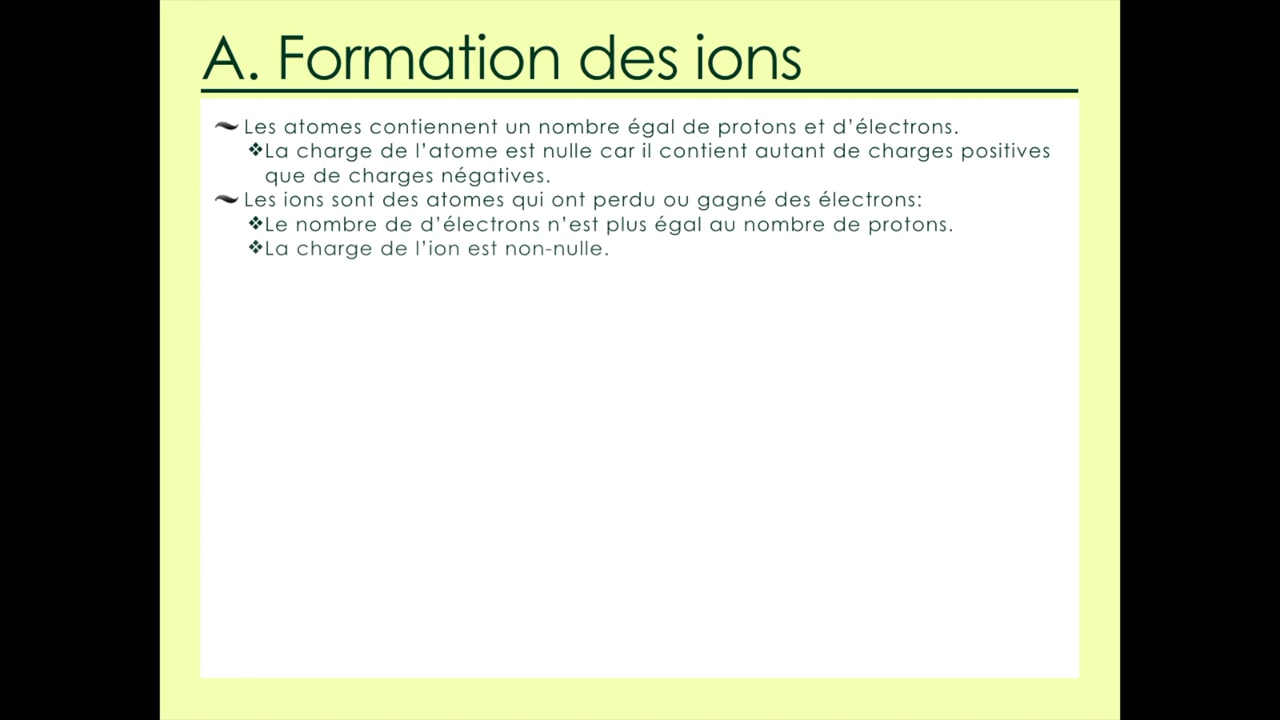 A. Formation des ions
Les atomes contiennent un nombre égal de protons et d’électrons.
❖La charge de l’atome est nulle car il contient autant de charges positives
que de charges négatives.
Les ions sont des atomes qui ont perdu ou gagné des électrons:
❖Le nombre de d’électrons n’est plus égal au nombre de protons.
❖La charge de l’ion est non-nulle.